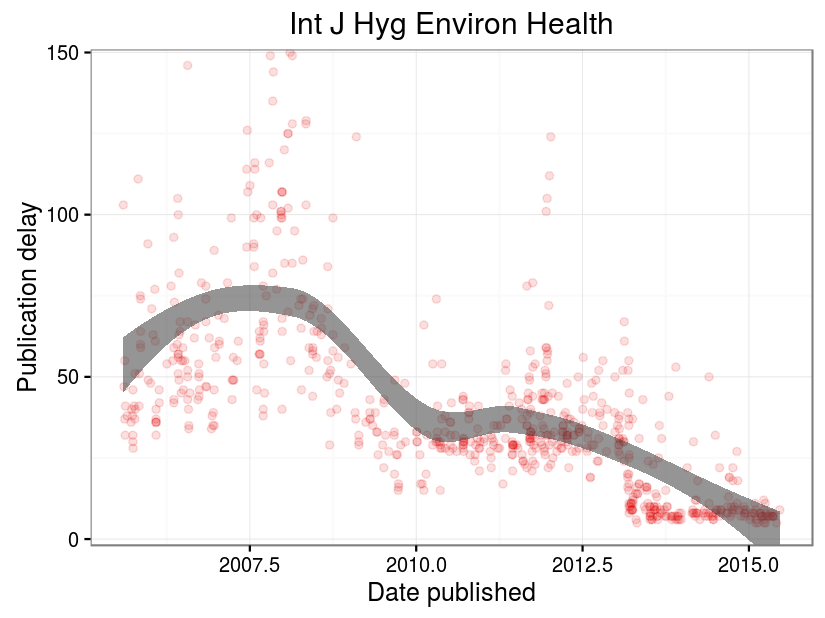 Int J Hyg Environ Health
Publication delay
150
100
50
0
2007.5
2010.0
2012.5
2015.0
Date published